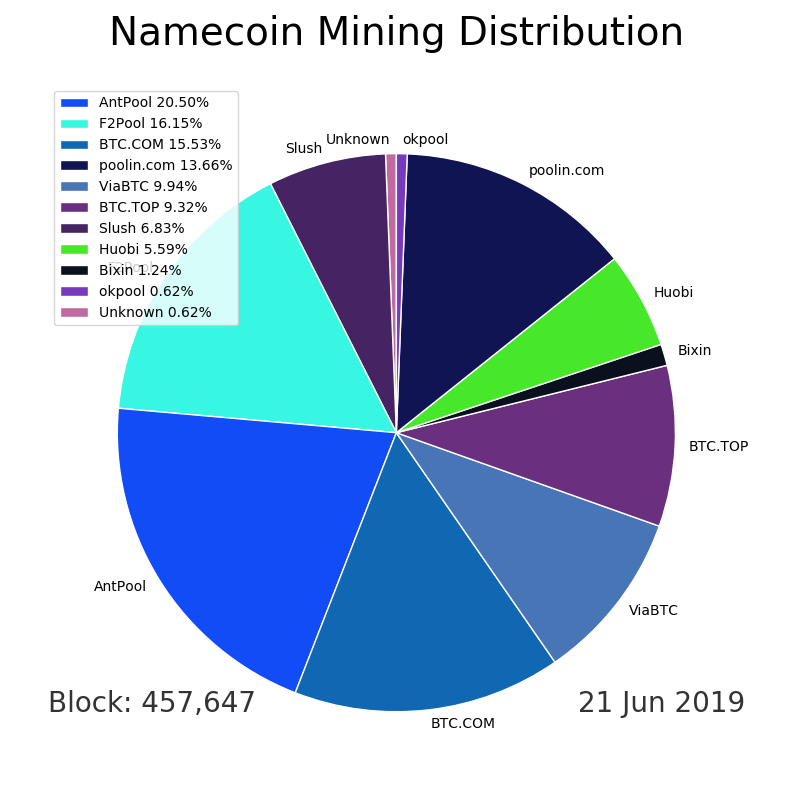 Namecoin Mining Distribution
AntPool 20.50%
F2Pool 16.15%
BTC.COM 15.53%
poolin.com 13.66%
ViaBTC 9.94%
BTC.TOP 9.32%
Slush 6.83%
Huobi 5.59%
Bixin 1.24%
okpool 0.62%
Unknown 0.62%
Unknown
okpool
Slush
poolin.com
F2Pool
Huobi
Bixin
BTC.TOP
AntPool
ViaBTC
BTC.COM
Block: 457,647
21 Jun 2019